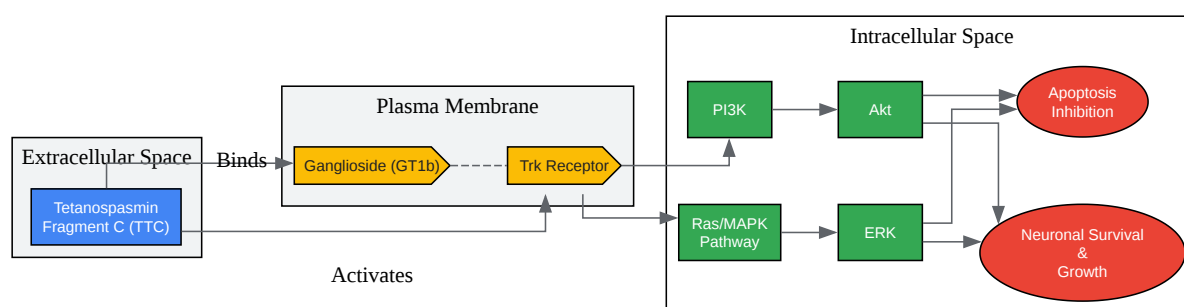 Extracellular Space
Tetanospasmin
Fragment C (TTC)
Binds
Activates
Plasma Membrane
Ganglioside (GT1b)
Trk Receptor
Intracellular Space
PI3K
Akt
Apoptosis
Inhibition
Ras/MAPK
Pathway
ERK
Neuronal Survival
&
Growth